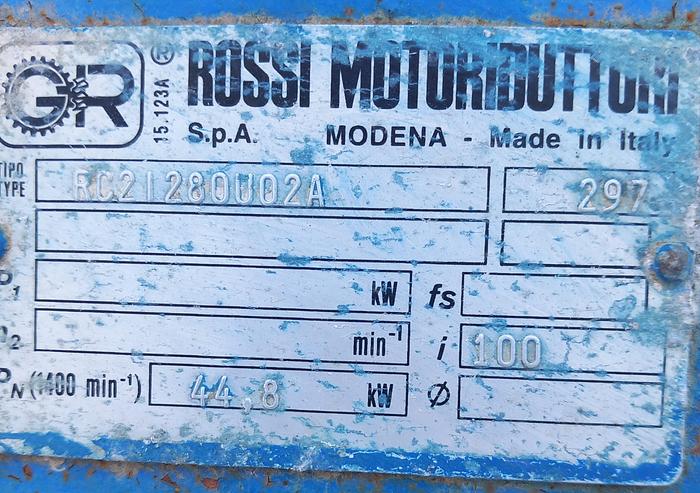 GR ® 15.123A ROSSI MOTORIDUTTORI
S.p.A. MODENA - Made in Italy
TIPO
TYPE RC2I280U02A 297
P1 kW fs
n2 min-1 i 100
PN (1400 min-1) 44,8 kW Ø